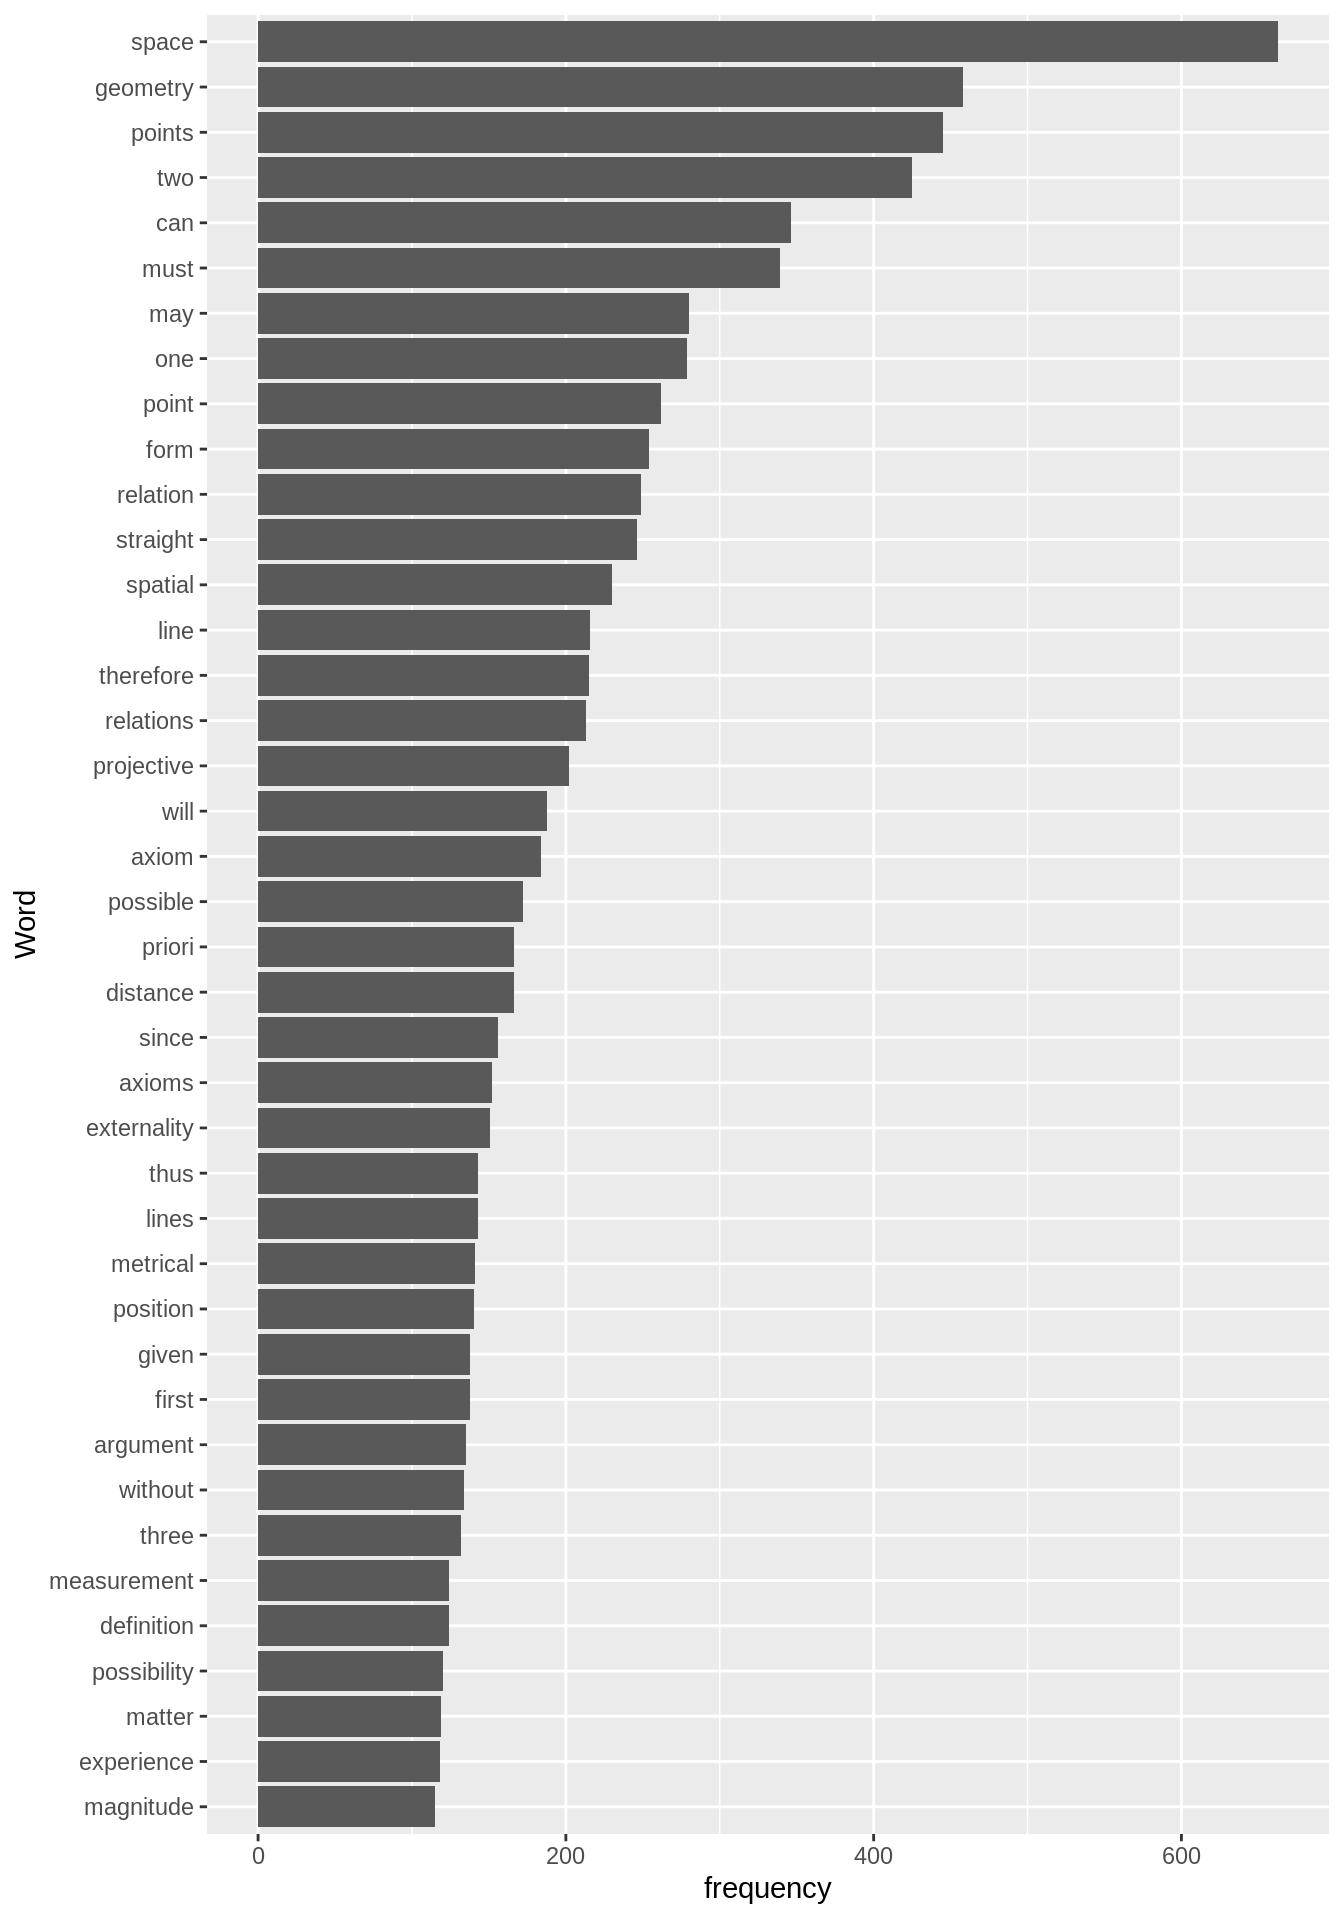 space
geometry
points
two
can
must
may
one
point
form
relation
straight
spatial
line
therefore
relations
projective
will
axiom
possible
priori
distance
since
axioms
externality
thus
lines
metrical
position
given
first
argument
without
three
measurement
definition
possibility
matter
experience
magnitude
Word
0 200 400 600
frequency